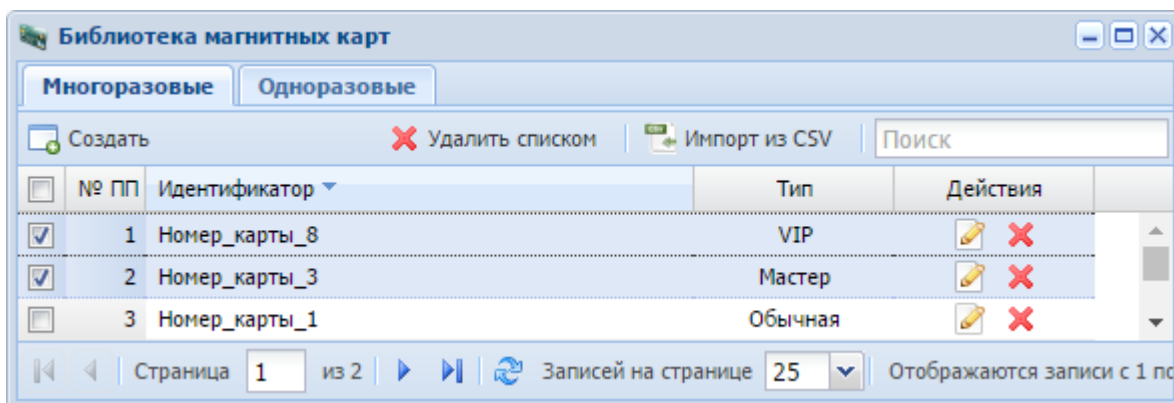 Библиотека магнитных карт
Многоразовые Одноразовые
Создать Удалить списком Импорт из CSV Поиск
№ ПП Идентификатор Тип Действия
1 Номер_карты_8 VIP
2 Номер_карты_3 Мастер
3 Номер_карты_1 Обычная
Страница 1 из 2 Записей на странице 25 Отображаются записи с 1 по